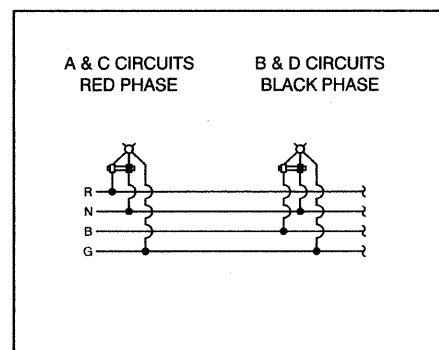 A & C CIRCUITS
RED PHASE
B & D CIRCUITS
BLACK PHASE
R
N
B
G